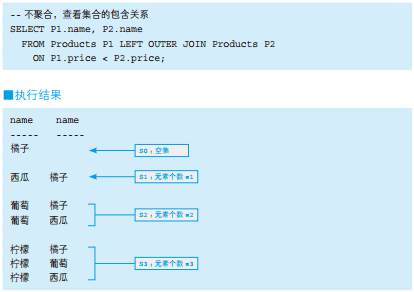 -- 不聚合，查看集合的包含关系
SELECT P1.name, P2.name
FROM Products P1 LEFT OUTER JOIN Products P2
ON P1.price < P2.price;
■执行结果
name name
----- -----
橘子 S0：空集
西瓜 橘子 S1：元素个数=1
葡萄 橘子
葡萄 西瓜 S2：元素个数=2
柠檬 橘子
柠檬 葡萄 S3：元素个数=3
柠檬 西瓜